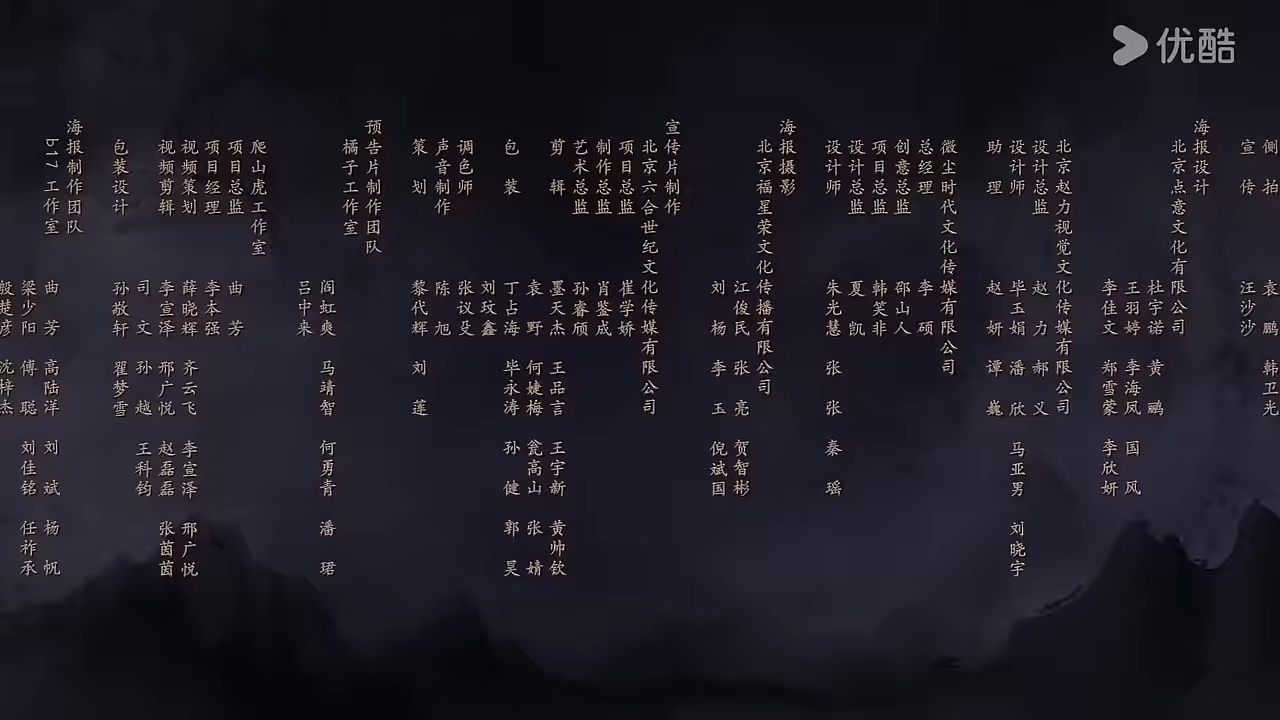 侧拍 袁鹏 韩卫光
宣传 汪沙沙
海报设计
北京点意文化有限公司
杜宇诺 黄鹂
王羽婷 李海凤 国风
李佳文 郑雪蒙 李欣妍
北京赵力视觉文化传媒有限公司
设计总监 赵力 郝义
设计师 毕玉娟 潘欣 马亚男 刘晓宇
助理 赵妍 谭巍
微尘时代文化传媒有限公司
总经理 李硕
创意总监 邵山人
项目总监 韩笑非
设计总监 夏凯
设计师 朱光慧 张张 秦瑶
海报摄影
北京福星荣文化传播有限公司
江俊民 张亮 贺智彬
刘杨 李玉 倪斌国
宣传片制作
北京六合世纪文化传媒有限公司
项目总监 崔学娇
制作总监 肖鉴成
艺术总监 孙睿颀
剪辑 墨天杰 王品言 王宇新 黄帅钦
袁野 何婕梅 瓮高山 张婧
包装 丁占海 毕永涛 孙健 郭昊
刘玟鑫
调色师
声音制作 陈旭
策划 黎代辉 刘莲
预告片制作团队
橘子工作室
阎虹爽 马靖智 何勇青 潘珺
吕中来
爬山虎工作室
项目总监 曲芳
项目经理 李本强
视频策划 薛晓辉 齐云飞 李宣泽 邢广悦
视频剪辑 李宣泽 邢广悦 赵磊磊 张茵茵
司文 孙越 王科钧
包装设计 孙敬轩 翟梦雪
海报制作团队
b17工作室
曲芳 高陆洋 刘斌 杨帆
梁少阳 傅聪 刘佳铭 任祚承
殷楚彦 沈梓杰
优酷